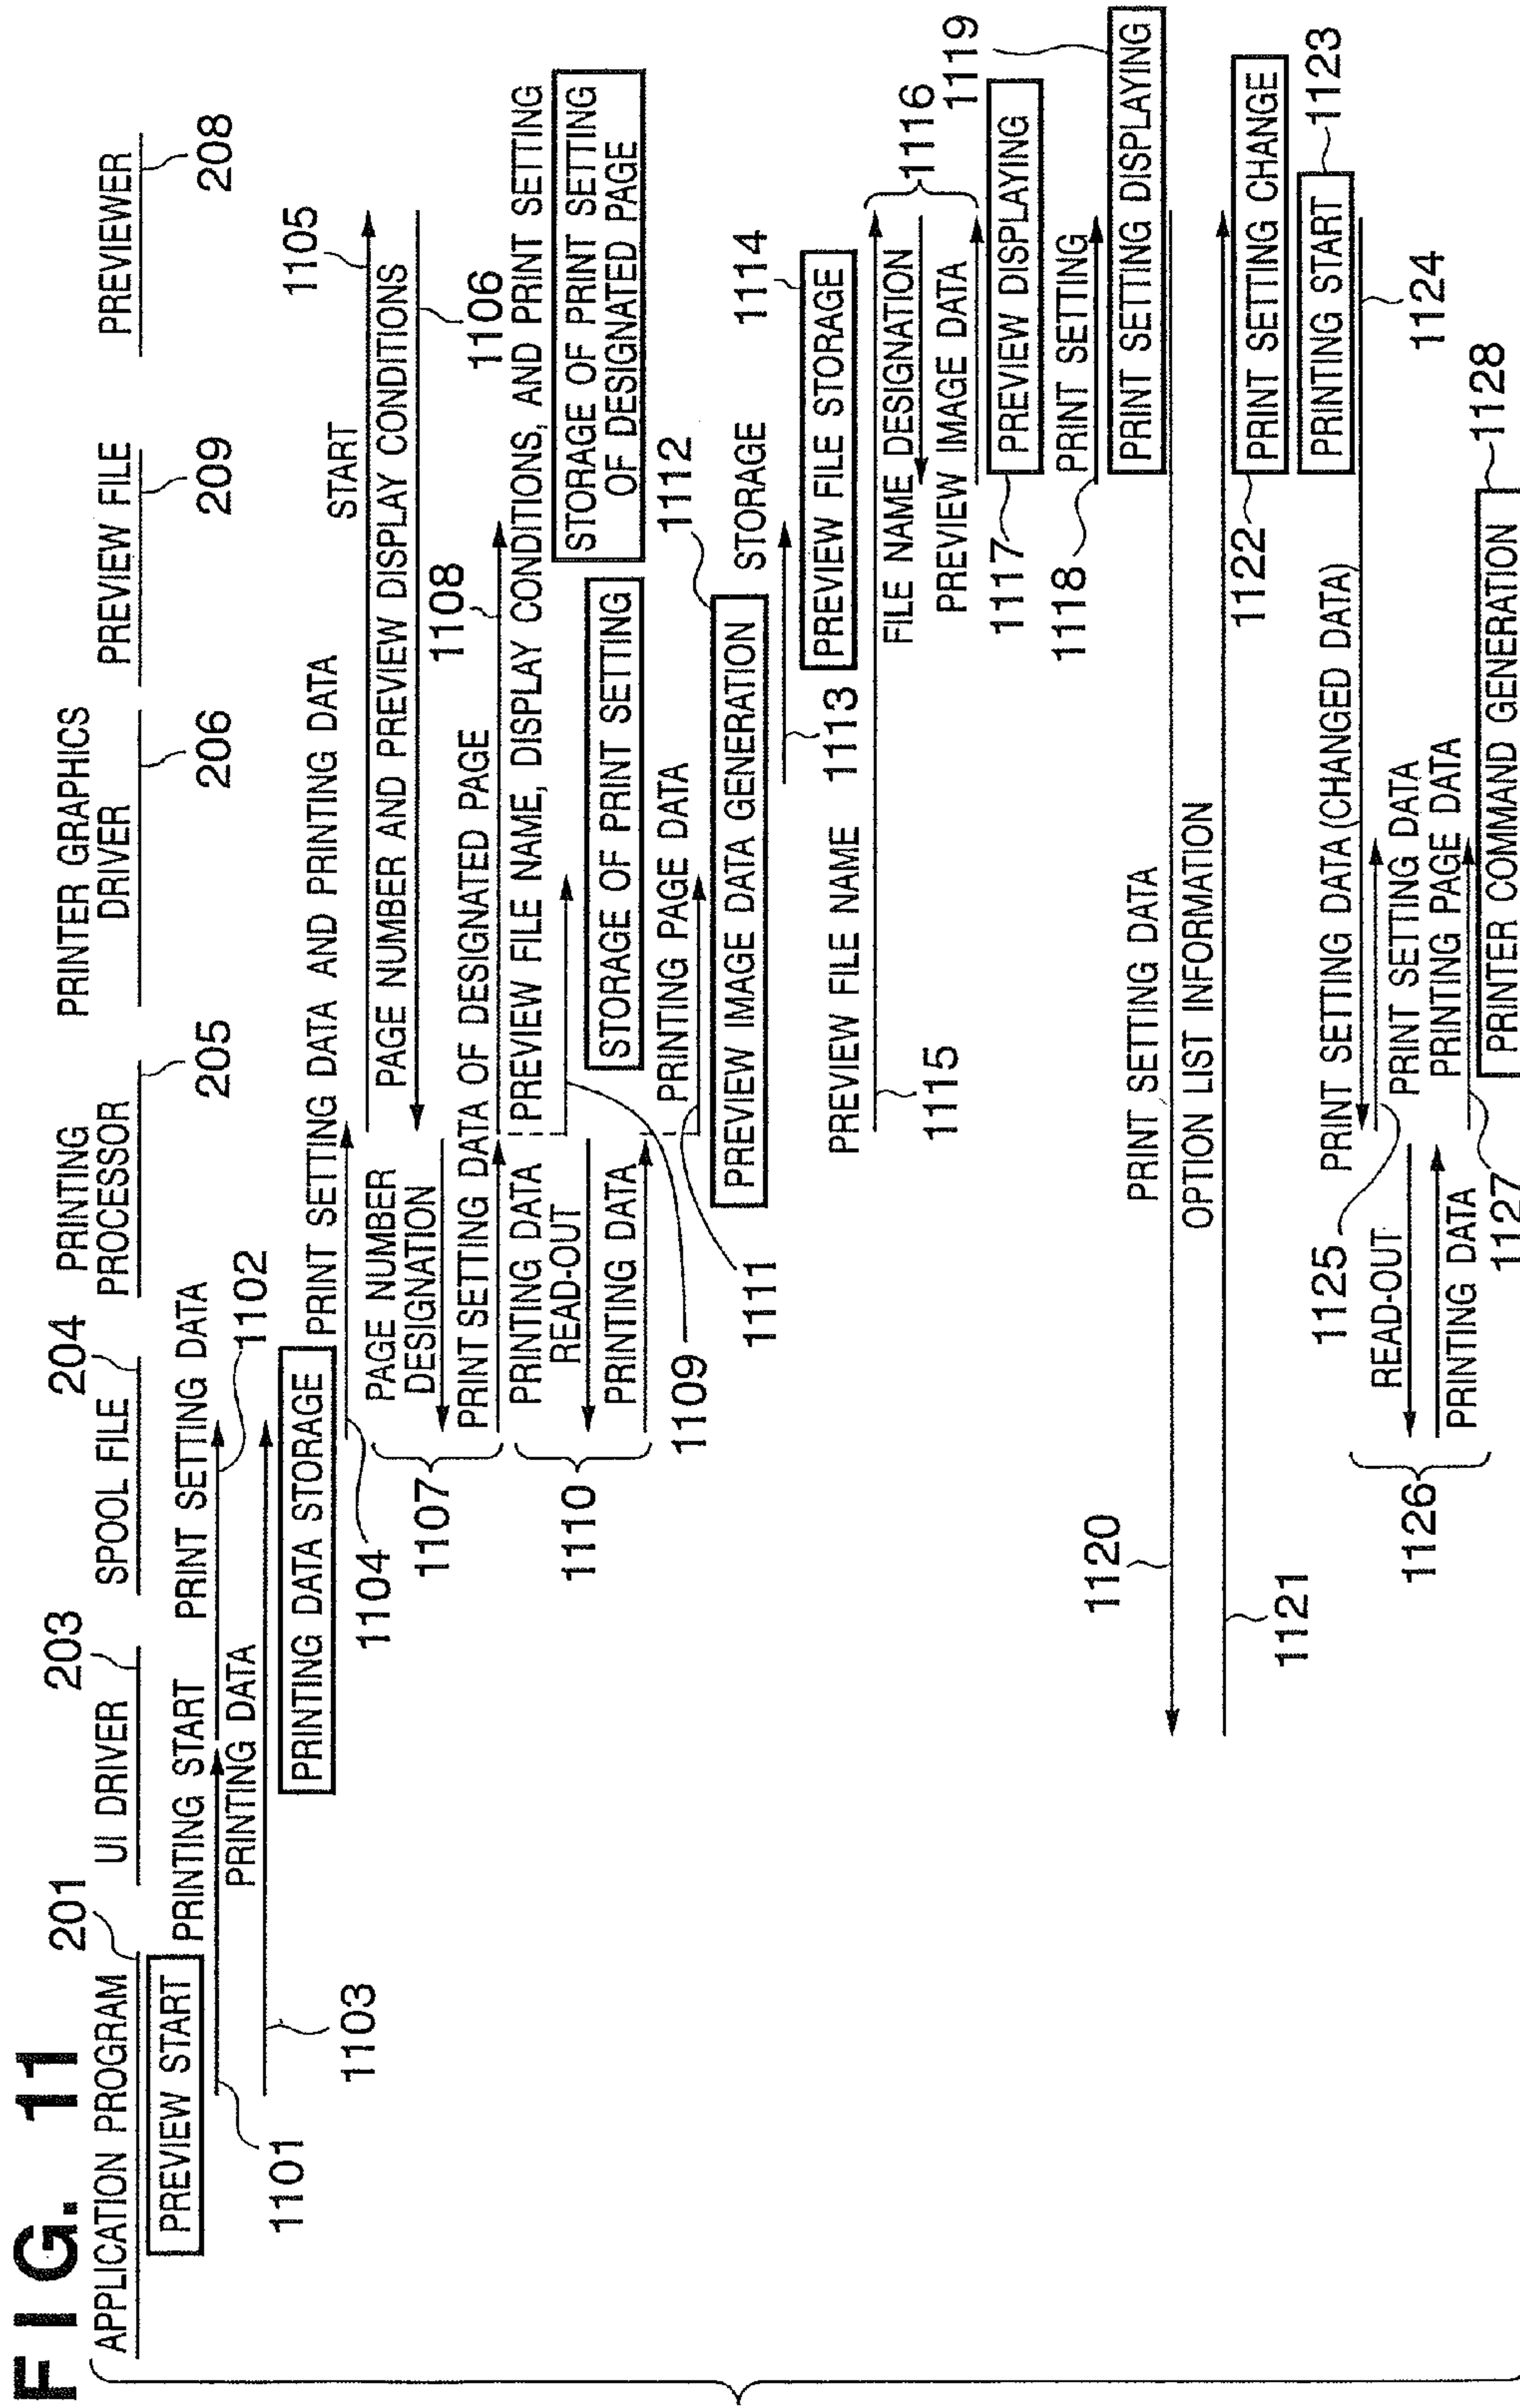 FIG. 11
APPLICATION PROGRAM
201
UI DRIVER
203
SPOOL FILE
204
PRINTING
PROCESSOR
205
PRINTER GRAPHICS
DRIVER
206
PREVIEW FILE
209
PREVIEWER
208
PREVIEW START
PRINTING START
PRINT SETTING DATA
1101
1102
PRINTING DATA
1103
PRINTING DATA STORAGE
PRINT SETTING DATA AND PRINTING DATA
1104
START
1105
PAGE NUMBER AND PREVIEW DISPLAY CONDITIONS
1106
PAGE NUMBER
DESIGNATION
1107
PRINT SETTING DATA OF DESIGNATED PAGE
1108
PREVIEW FILE NAME, DISPLAY CONDITIONS, AND PRINT SETTING
STORAGE OF PRINT SETTING
OF DESIGNATED PAGE
PRINTING DATA
READ-OUT
1109
STORAGE OF PRINT SETTING
PRINTING DATA
1110
PRINTING PAGE DATA
1111
PREVIEW IMAGE DATA GENERATION
1112
STORAGE
1113
PREVIEW FILE STORAGE
1114
PREVIEW FILE NAME
1115
FILE NAME DESIGNATION
PREVIEW IMAGE DATA
1116
PREVIEW DISPLAYING
1117
PRINT SETTING
1118
PRINT SETTING DISPLAYING
1119
PRINT SETTING DATA
1120
OPTION LIST INFORMATION
1121
PRINT SETTING CHANGE
1122
PRINTING START
1123
PRINT SETTING DATA (CHANGED DATA)
1124
1125
PRINT SETTING DATA
READ-OUT
1126
PRINTING DATA
PRINTING PAGE DATA
1127
PRINTER COMMAND GENERATION
1128